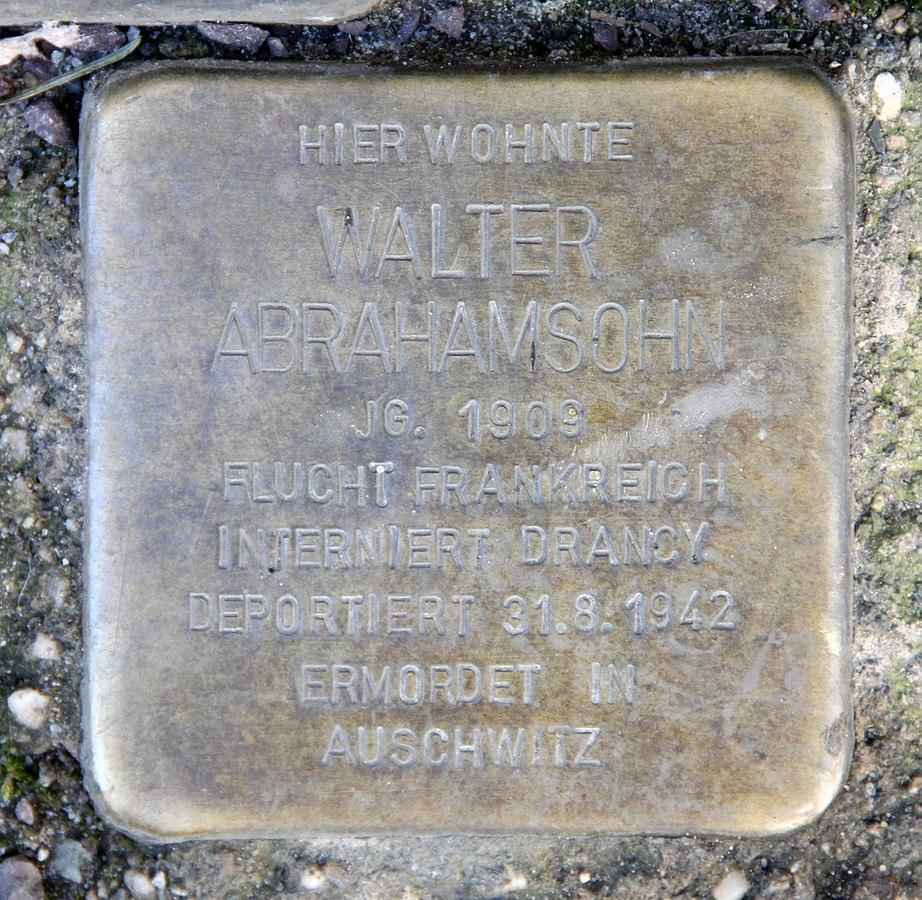 HIER WOHNTE
WALTER
ABRAHAMSOHN
JG. 1909
FLUCHT FRANKREICH
INTERNIERT DRANCY
DEPORTIERT 31.8.1942
ERMORDET IN
AUSCHWITZ